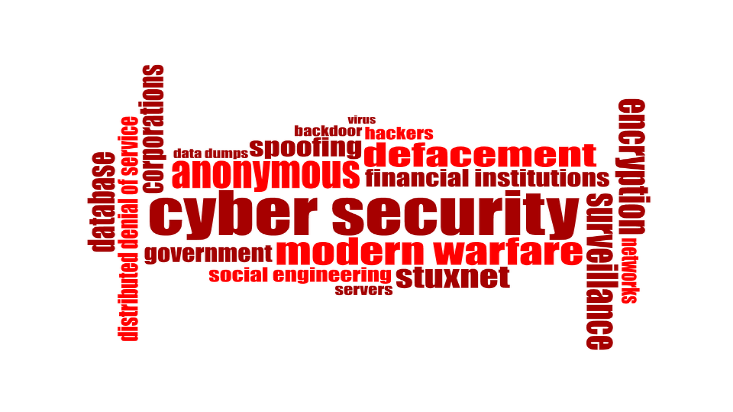 virus
backdoor hackers
data dumps spoofing defacement
anonymous financial institutions
cyber security
government modern warfare
social engineering stuxnet
servers
database
distributed denial of service
corporations
encryption
surveillance
networks